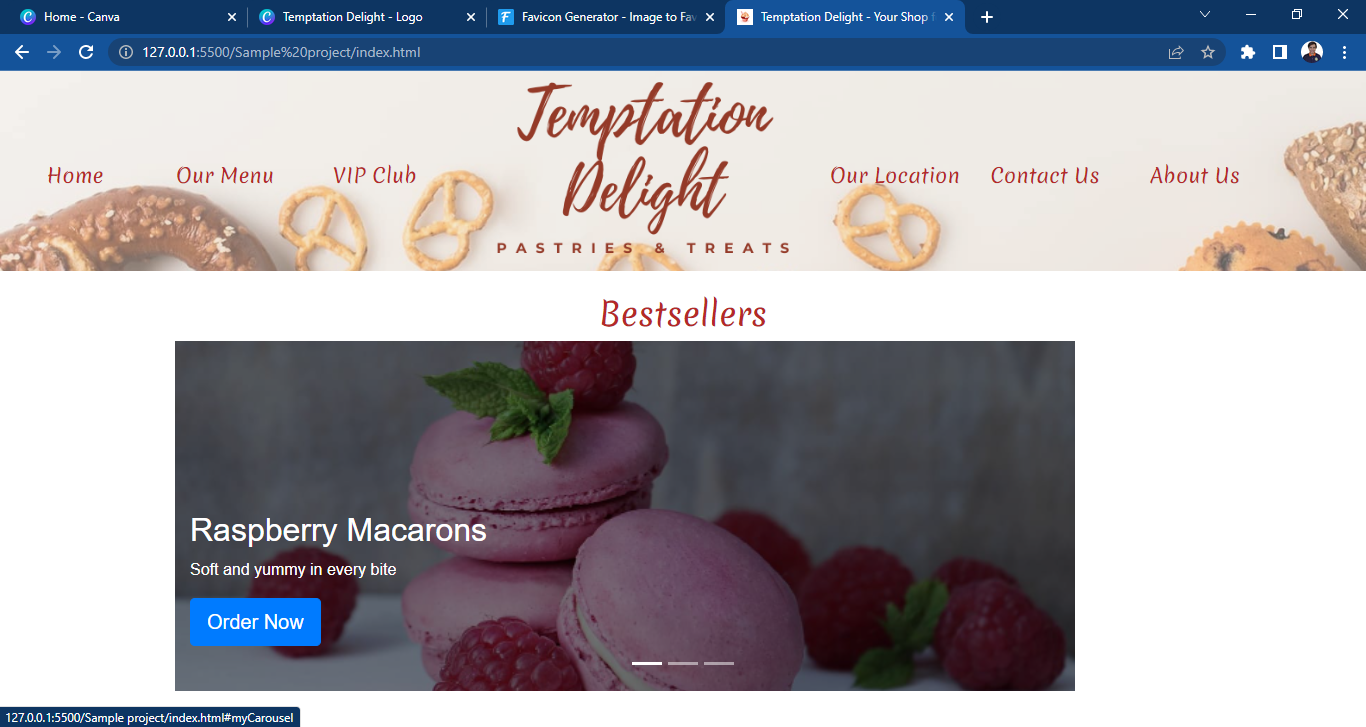 Home - Canva
Temptation Delight - Logo
Favicon Generator - Image to Fav
Temptation Delight - Your Shop f
127.0.0.1:5500/Sample%20project/index.html
Temptation
Delight
PASTRIES & TREATS
Home
Our Menu
VIP Club
Our Location
Contact Us
About Us
Bestsellers
Raspberry Macarons
Soft and yummy in every bite
Order Now
127.0.0.1:5500/Sample project/index.html#myCarousel